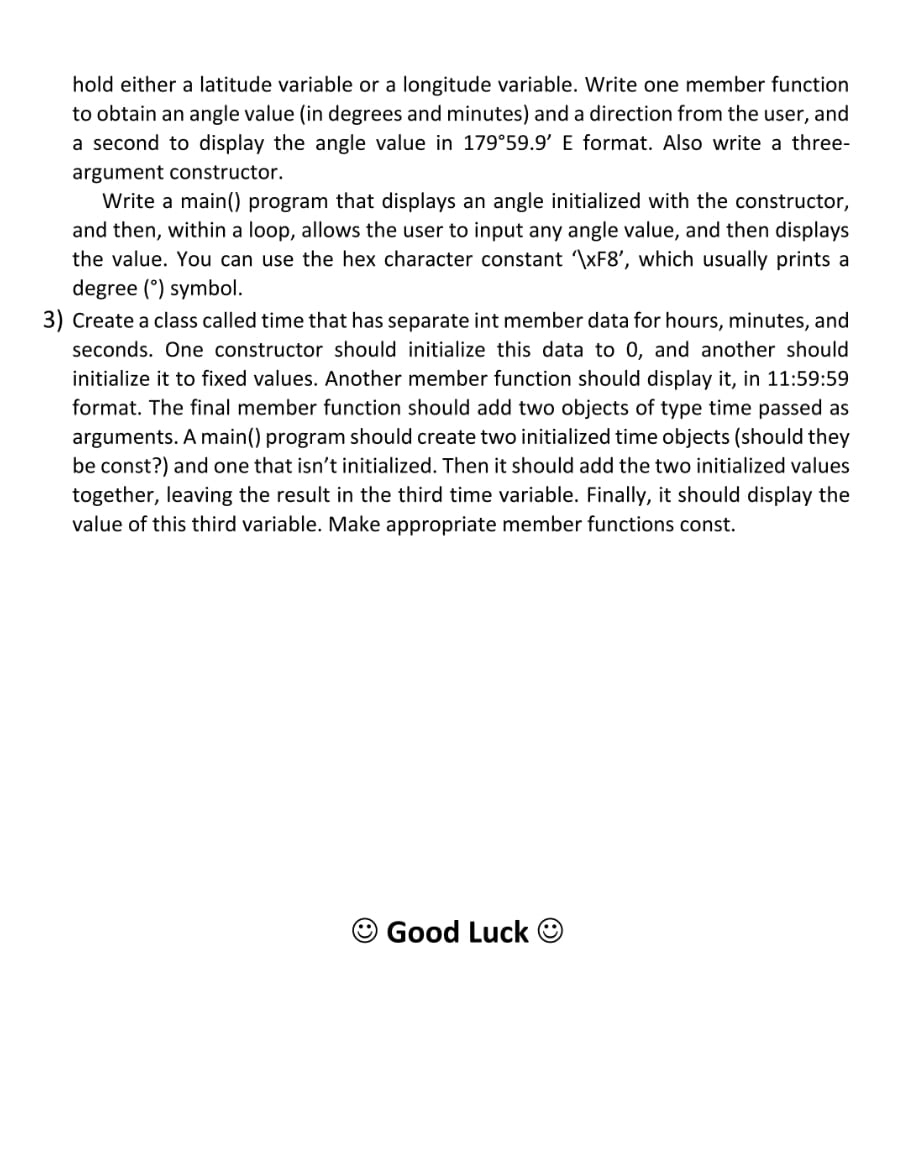 hold either a latitude variable or a longitude variable. Write one member function
to obtain an angle value (in degrees and minutes) and a direction from the user, and
a second to display the angle value in 179°59.9’ E format. Also write a three-
argument constructor.
Write a main() program that displays an angle initialized with the constructor,
and then, within a loop, allows the user to input any angle value, and then displays
the value. You can use the hex character constant ‘\xF8’, which usually prints a
degree (°) symbol.
3) Create a class called time that has separate int member data for hours, minutes, and
seconds. One constructor should initialize this data to 0, and another should
initialize it to fixed values. Another member function should display it, in 11:59:59
format. The final member function should add two objects of type time passed as
arguments. A main() program should create two initialized time objects (should they
be const?) and one that isn’t initialized. Then it should add the two initialized values
together, leaving the result in the third time variable. Finally, it should display the
value of this third variable. Make appropriate member functions const.
☺ Good Luck ☺